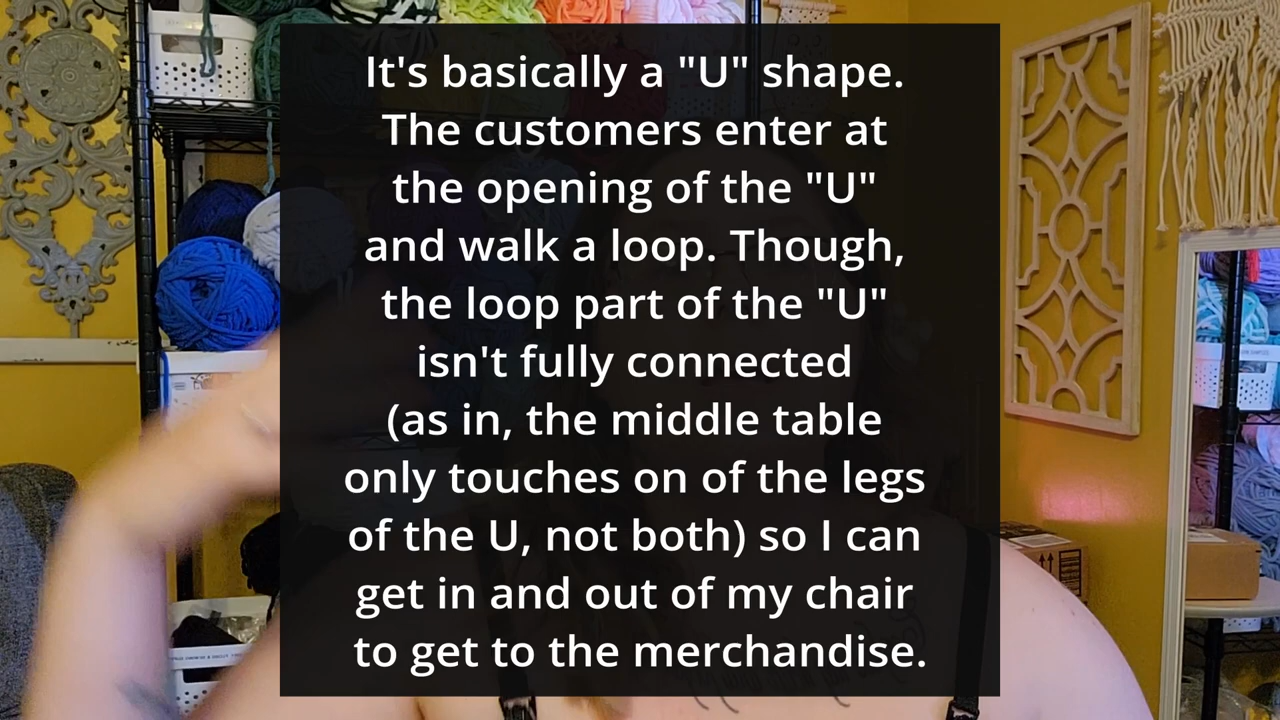 It's basically a "U" shape.
The customers enter at
the opening of the "U"
and walk a loop. Though,
the loop part of the "U"
isn't fully connected
(as in, the middle table
only touches on of the legs
of the U, not both) so I can
get in and out of my chair
to get to the merchandise.